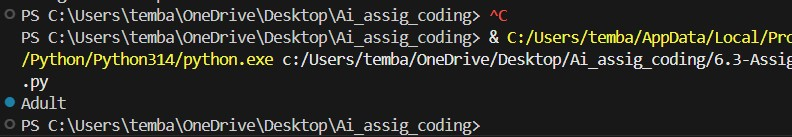 PS C:\Users\temba\OneDrive\Desktop\Ai_assig_coding> ^C
PS C:\Users\temba\OneDrive\Desktop\Ai_assig_coding> & C:/Users/temba/AppData/Local/Pro
/Python/Python314/python.exe c:/Users/temba/OneDrive/Desktop/Ai_assig_coding/6.3-Assig
.py
Adult
PS C:\Users\temba\OneDrive\Desktop\Ai_assig_coding>